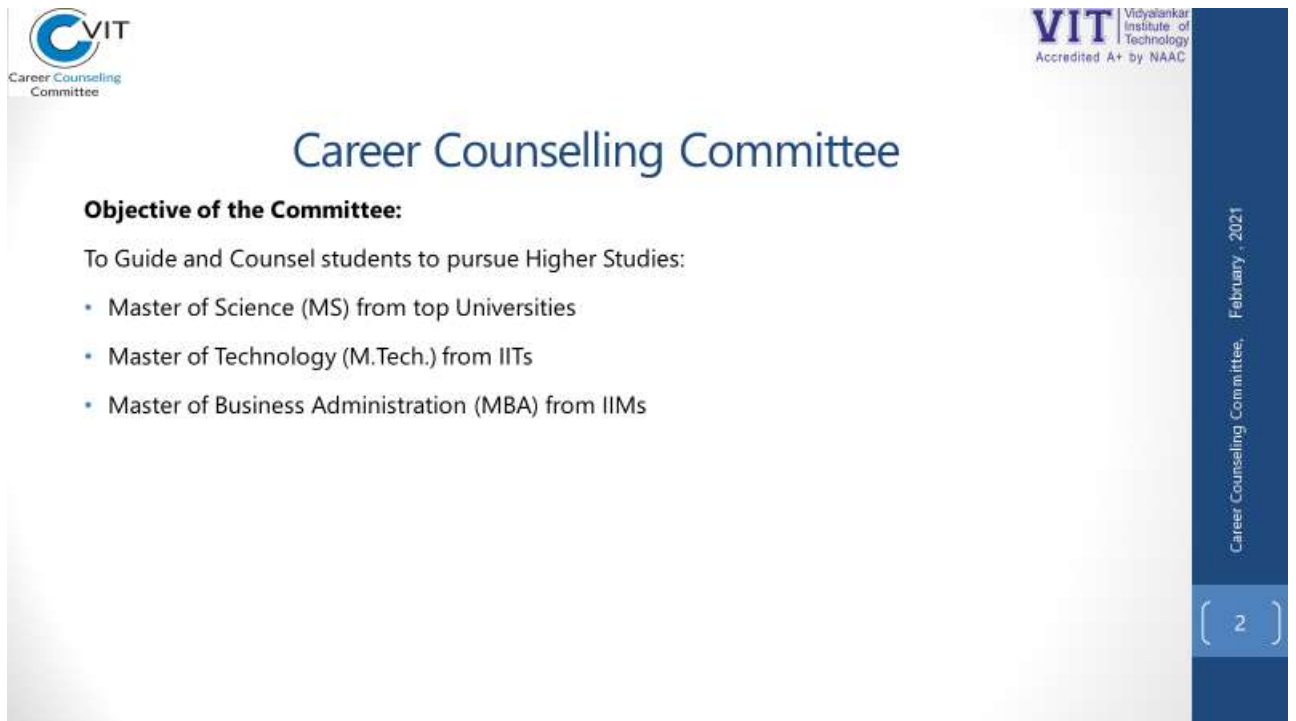 VIT
Career Counseling
Committee
VIT
Vidyalankar
Institute of
Technology
Accredited A+ by NAAC
Career Counselling Committee
Objective of the Committee:
To Guide and Counsel students to pursue Higher Studies:
• Master of Science (MS) from top Universities
• Master of Technology (M.Tech.) from IITs
• Master of Business Administration (MBA) from IIMs
Career Counseling Committee, February , 2021
2